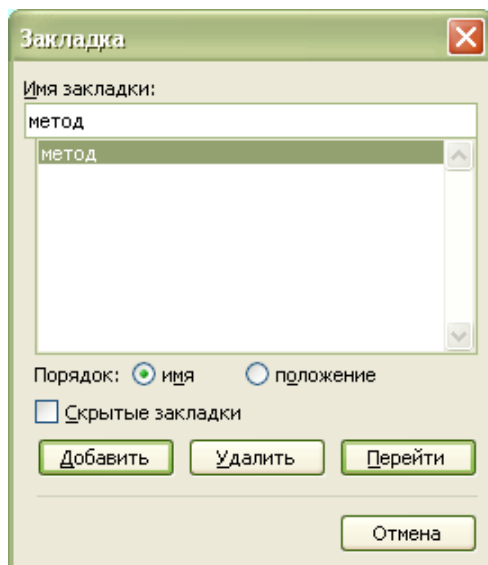 Закладка
Имя закладки:
метод
метод
Порядок: имя положение
Скрытые закладки
Добавить Удалить Перейти
Отмена